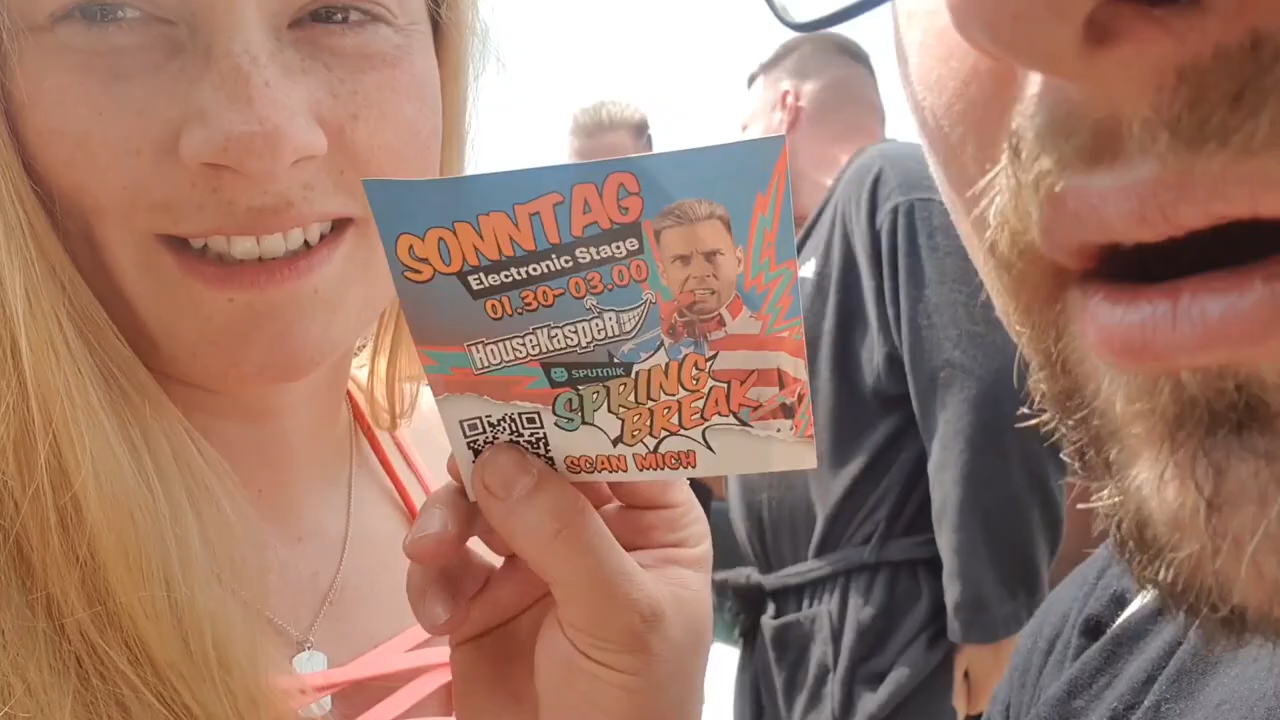 SONNTAG
Electronic Stage
01.30-03.00
HOUSEKASPER
SPUTNIK
SPRING
BREAK
SCAN MICH